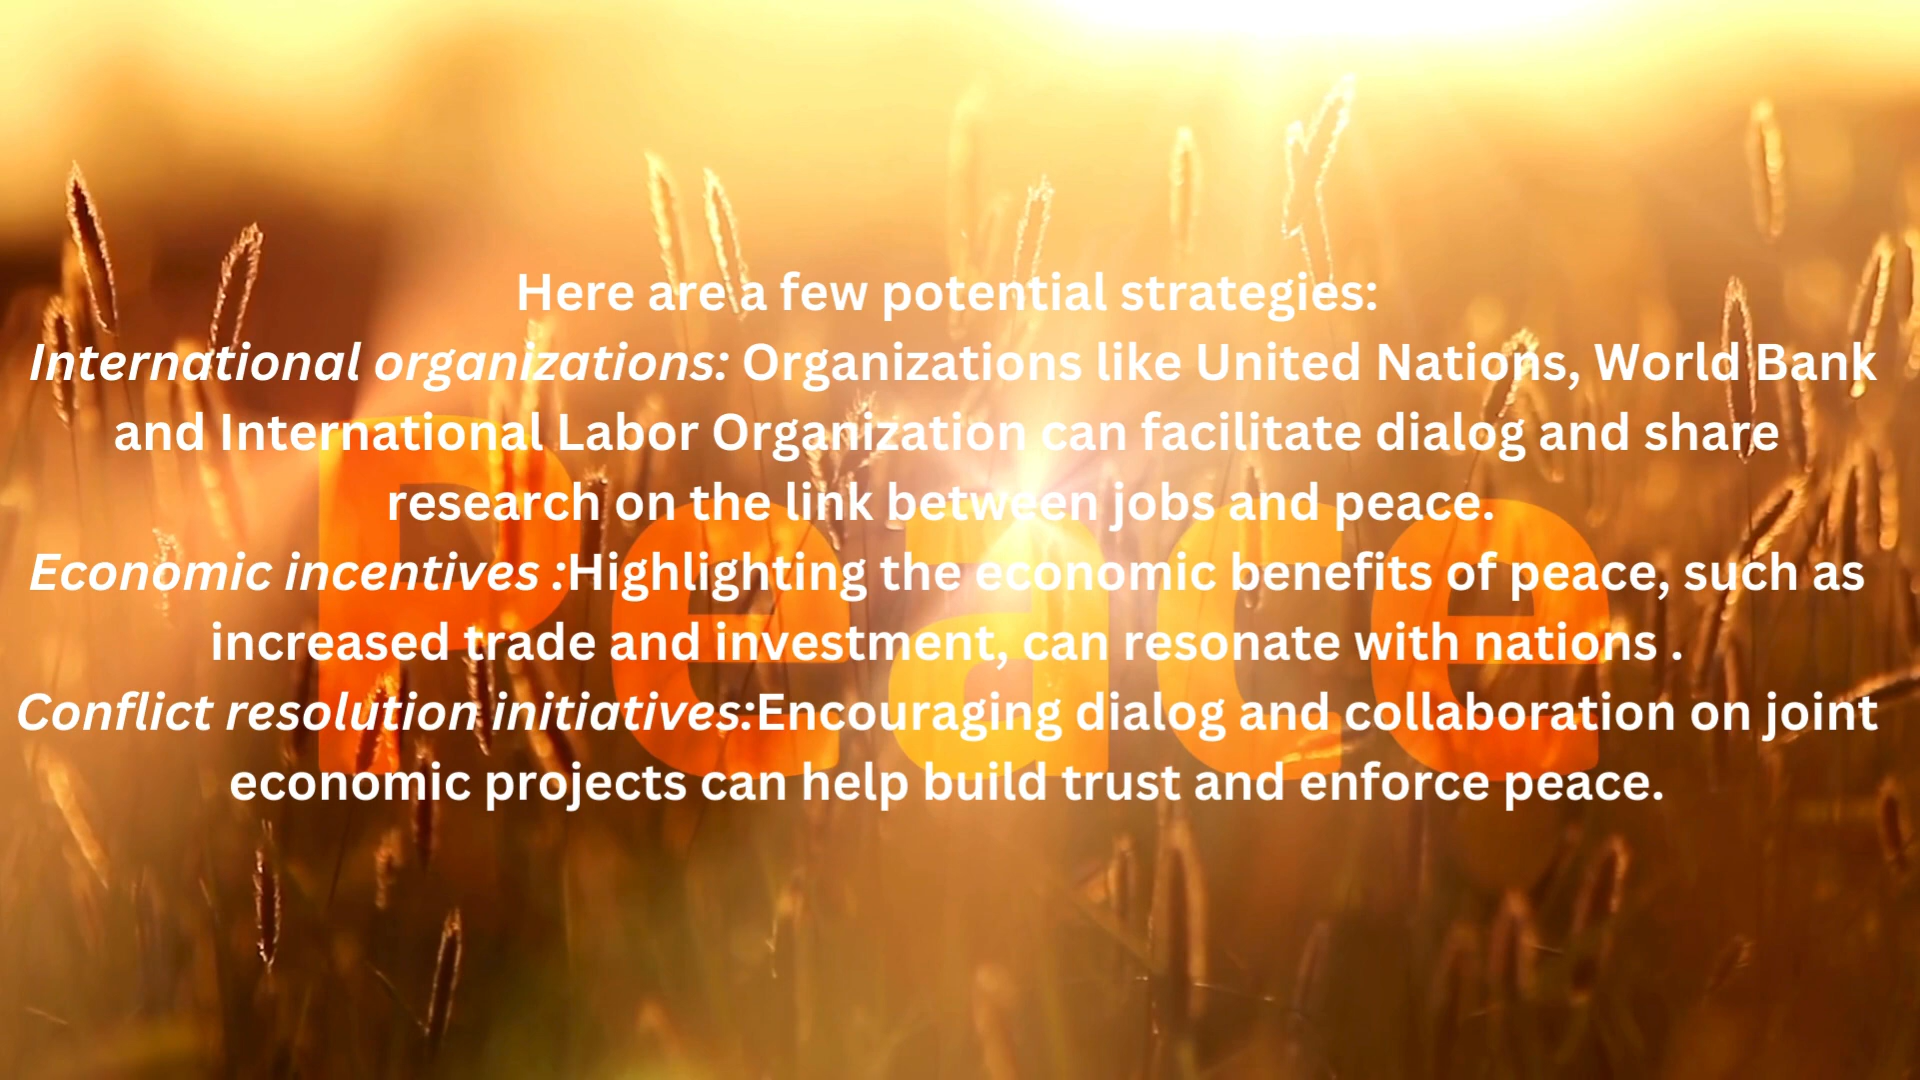 Here are a few potential strategies:
International organizations: Organizations like United Nations, World Bank
and International Labor Organization can facilitate dialog and share
research on the link between jobs and peace.
Economic incentives :Highlighting the economic benefits of peace, such as
increased trade and investment, can resonate with nations .
Conflict resolution initiatives:Encouraging dialog and collaboration on joint
economic projects can help build trust and enforce peace.
Peace